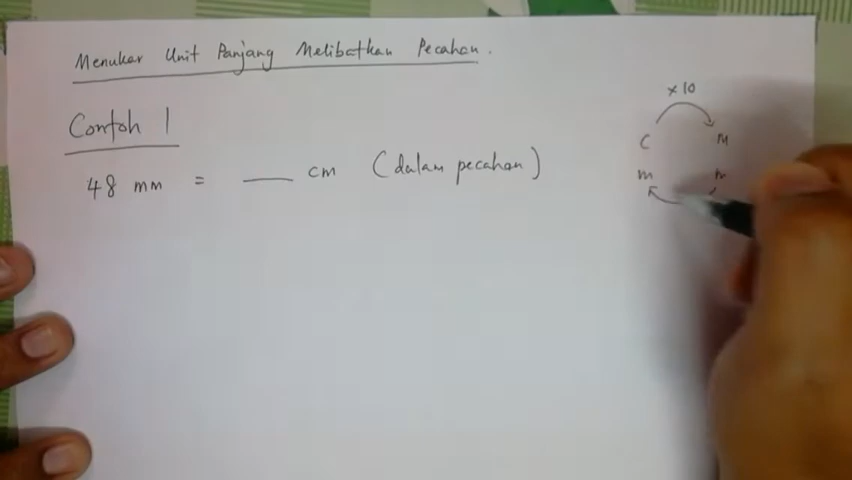 Menukar Unit Panjang Melibatkan Pecahan.
Contoh 1
48 mm = ___ cm (dalam pecahan)
× 10
C M
m m